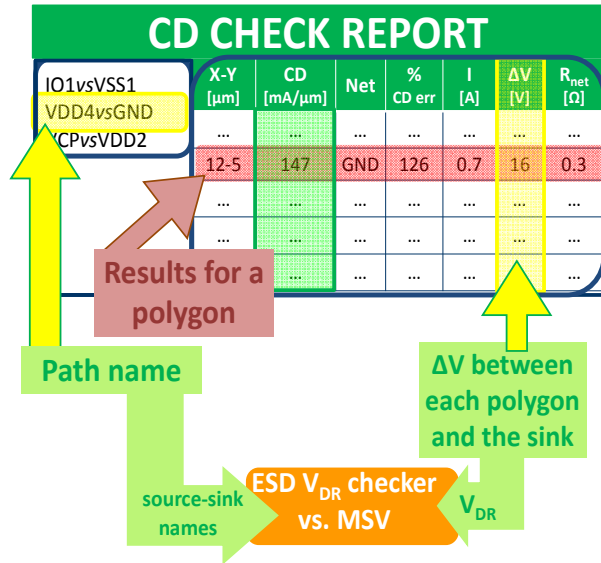 CD CHECK REPORT
IO1vsVSS1
VDD4vsGND
VCPvsVDD2
X-Y [µm] CD [mA/µm] Net % CD err I [A] ΔV [V] Rnet [Ω]
... ... ... ... ... ... ...
12-5 147 GND 126 0.7 16 0.3
... ... ... ... ... ... ...
... ... ... ... ... ... ...
... ... ... ... ... ...
Results for a
polygon
Path name
ΔV between
each polygon
and the sink
source-sink
names
ESD VDR checker
vs. MSV
VDR